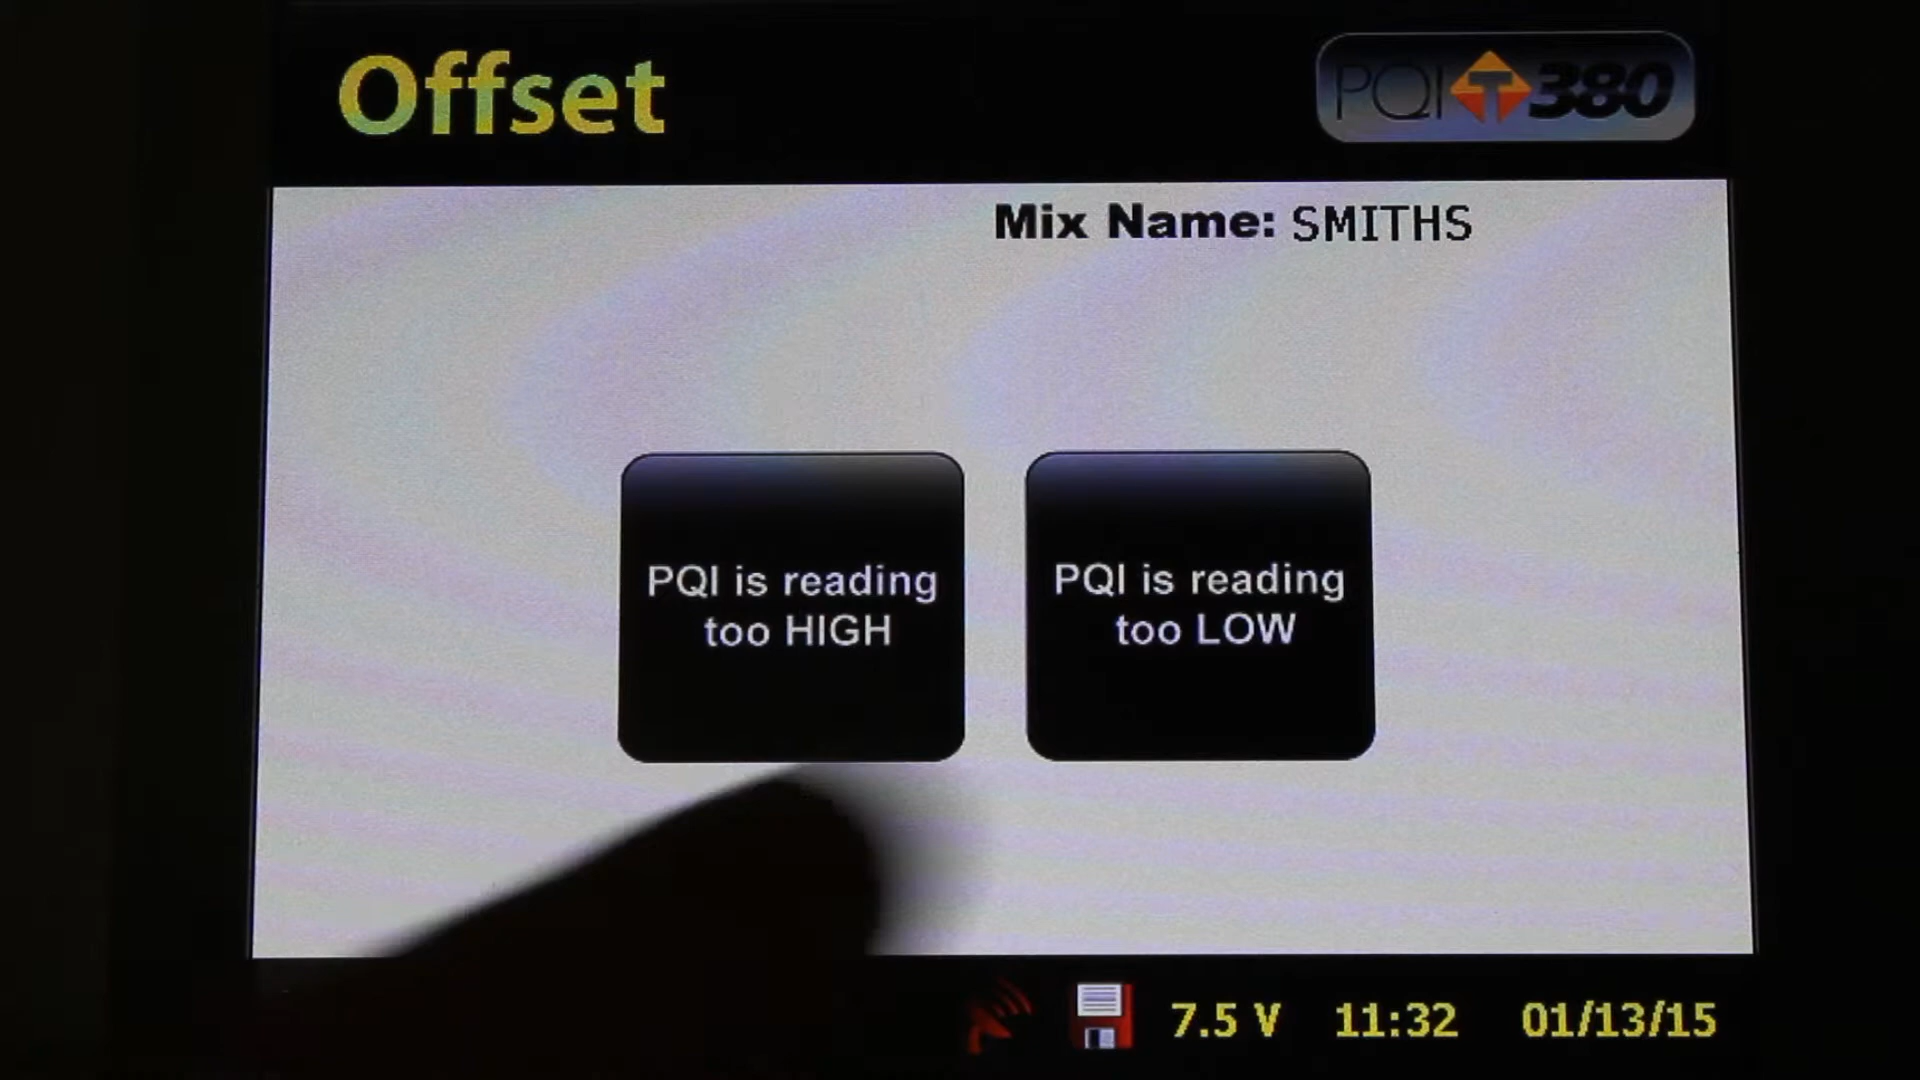 Offset
PQI T 380
Mix Name: SMITHS
PQI is reading
too HIGH
PQI is reading
too LOW
7.5 V 11:32 01/13/15